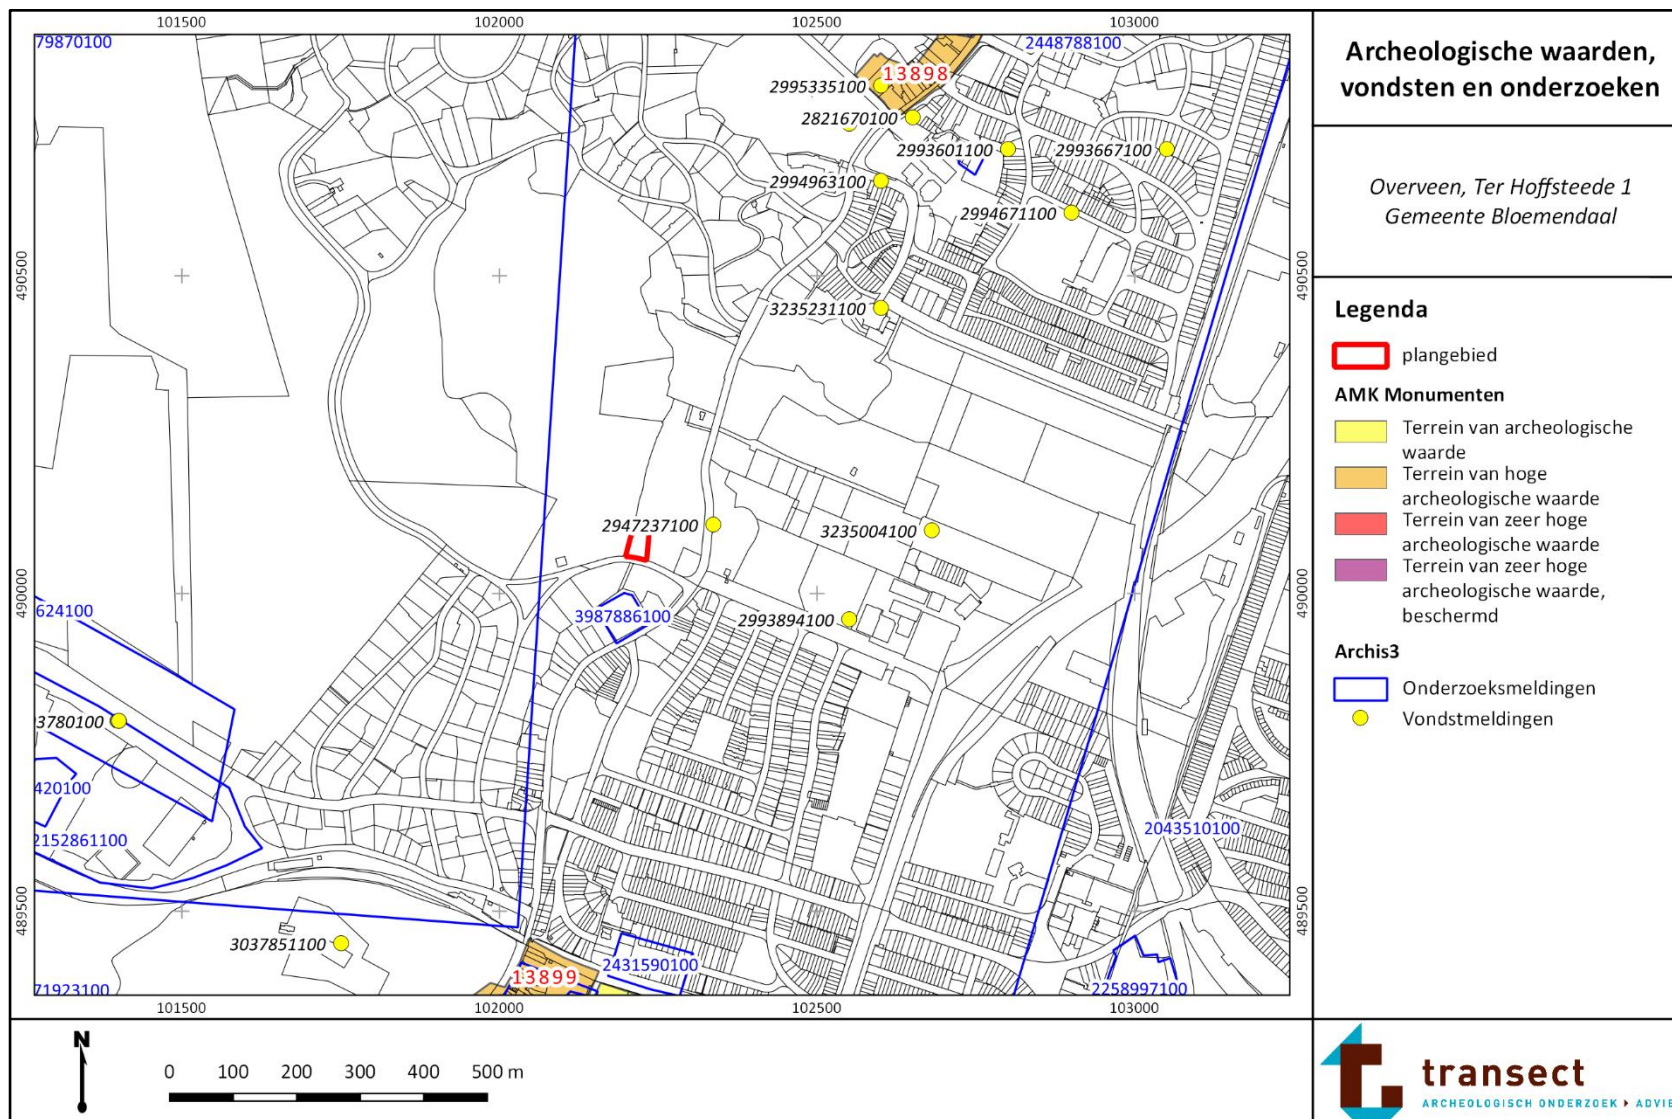 101500 102000 102500 103000
79870100
2448788100
13898
2995335100
2821670100
2993601100
2993667100
2994963100
2994671100
490500
490500
3235231100
2947237100
3235004100
490000
490000
624100
3987886100
2993894100
3780100
420100
2152861100
2043510100
489500
489500
3037851100
13899
2431590100
71923100
2258997100
101500 102000 102500 103000
N
0 100 200 300 400 500 m
Archeologische waarden,
vondsten en onderzoeken
Overveen, Ter Hoffsteede 1
Gemeente Bloemendaal
Legenda
plangebied
AMK Monumenten
Terrein van archeologische
waarde
Terrein van hoge
archeologische waarde
Terrein van zeer hoge
archeologische waarde
Terrein van zeer hoge
archeologische waarde,
beschermd
Archis3
Onderzoeksmeldingen
Vondstmeldingen
transect
ARCHEOLOGISCH ONDERZOEK ADVIE